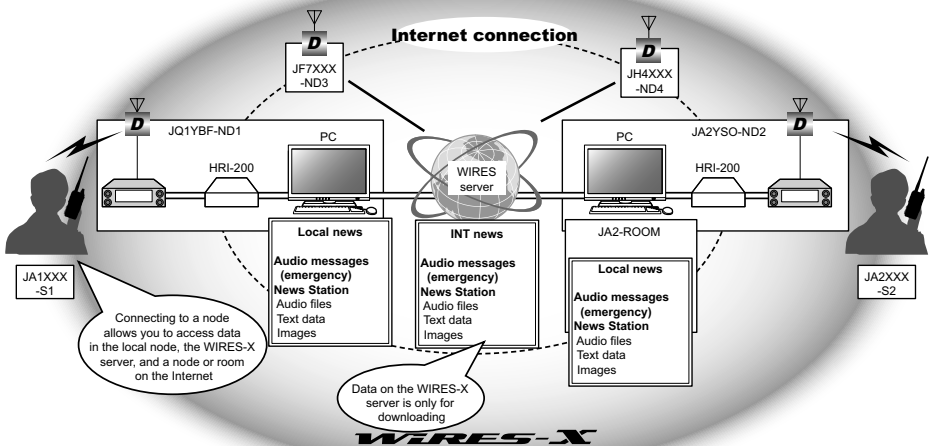 Internet connection
D
JF7XXX
-ND3
D
JH4XXX
-ND4
D
JQ1YBF-ND1
PC
HRI-200
WIRES
server
PC
JA2YSO-ND2
HRI-200
D
JA1XXX
-S1
JA2XXX
-S2
Local news
Audio messages
(emergency)
News Station
Audio files
Text data
Images
INT news
Audio messages
(emergency)
News Station
Audio files
Text data
Images
JA2-ROOM
Local news
Audio messages
(emergency)
News Station
Audio files
Text data
Images
Connecting to a node
allows you to access data
in the local node, the WIRES-X
server, and a node or room
on the Internet
Data on the WIRES-X
server is only for
downloading
WIRES-X